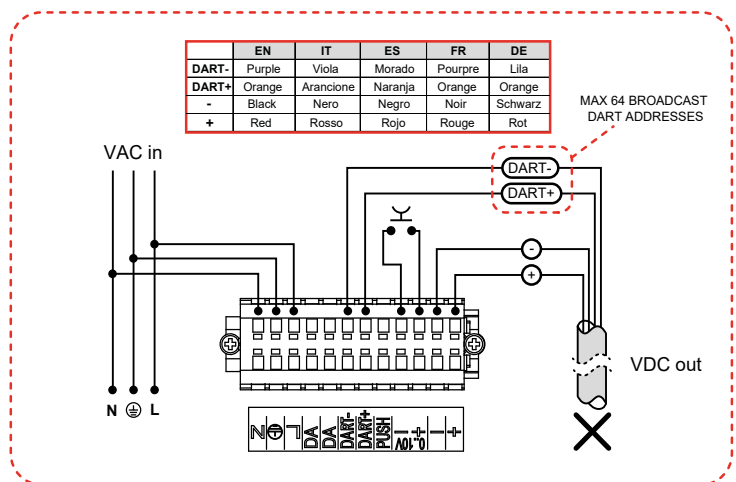 EN IT ES FR DE
DART- Purple Viola Morado Pourpre Lila
DART+ Orange Arancione Naranja Orange Orange
- Black Nero Negro Noir Schwarz
+ Red Rosso Rojo Rouge Rot
MAX 64 BROADCAST
DART ADDRESSES
VAC in
DART-
DART+
-
+
VDC out
N L
N
L
DA
DA
DART-
DART+
PUSH
- + 0..10V
-
+